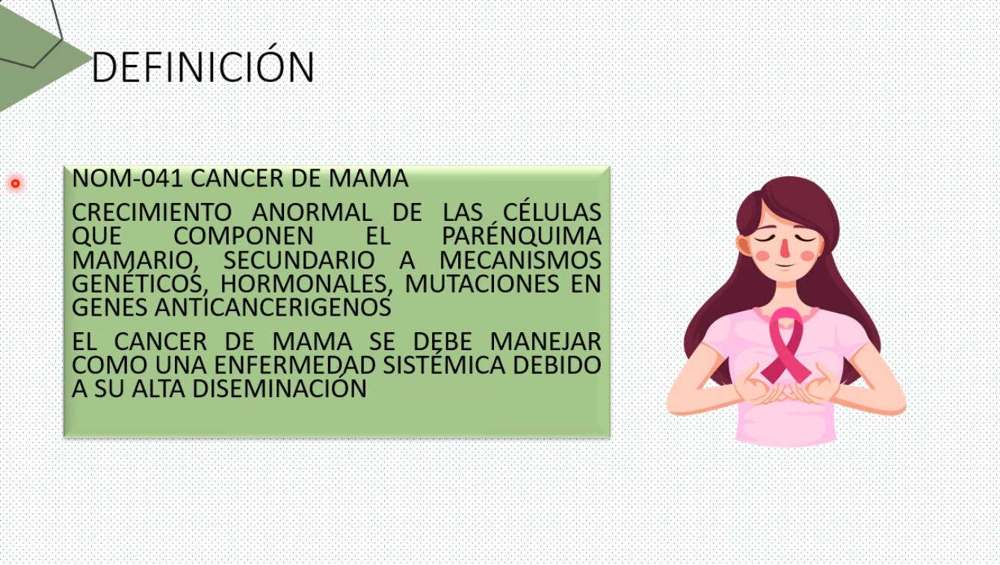 DEFINICIÓN
NOM-041 CANCER DE MAMA
CRECIMIENTO ANORMAL DE LAS CÉLULAS
QUE COMPONEN EL PARÉNQUIMA
MAMARIO, SECUNDARIO A MECANISMOS
GENÉTICOS, HORMONALES, MUTACIONES EN
GENES ANTICANCERIGENOS
EL CANCER DE MAMA SE DEBE MANEJAR
COMO UNA ENFERMEDAD SISTÉMICA DEBIDO
A SU ALTA DISEMINACIÓN